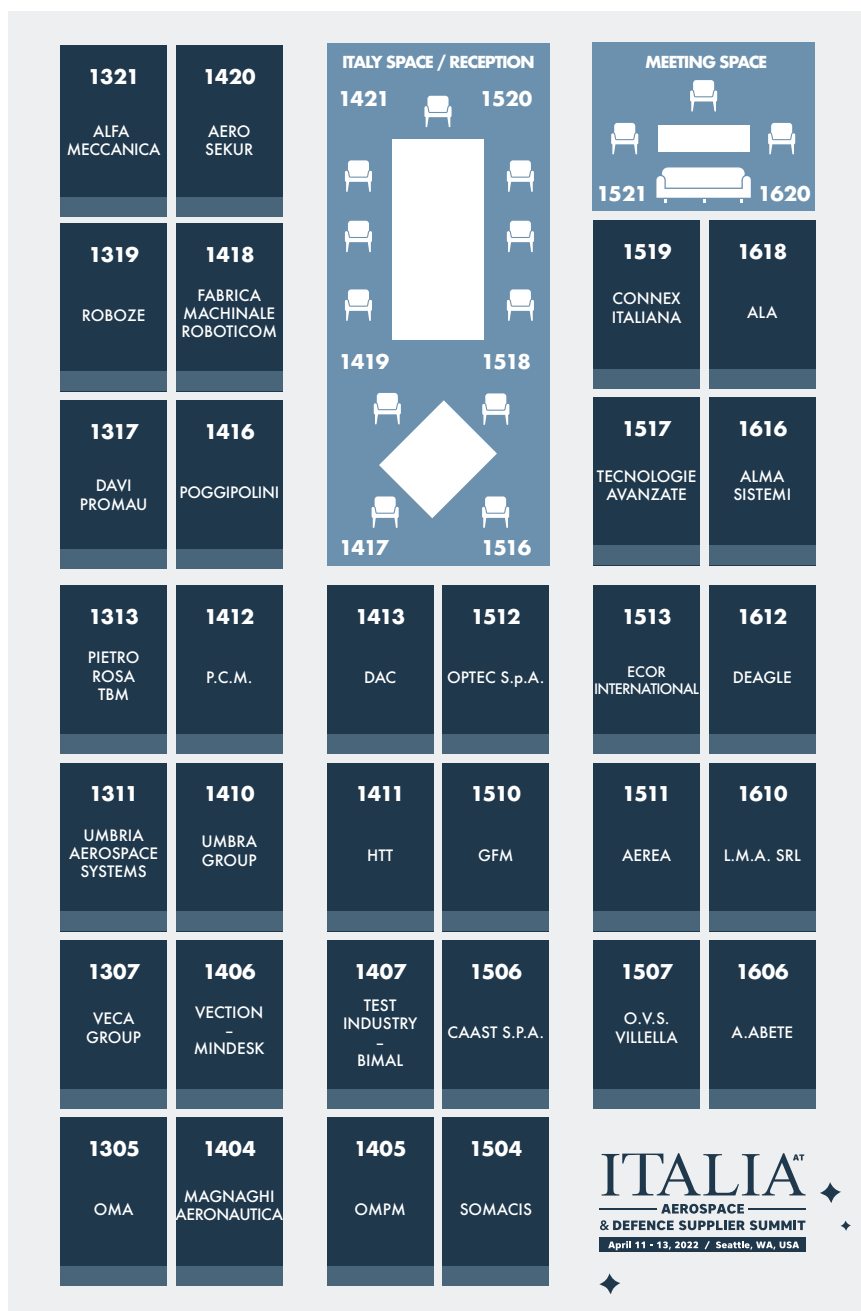 1321
ALFA
MECCANICA
1420
AERO
SEKUR
ITALY SPACE / RECEPTION
1421
1520
1419
1518
1417
1516
MEETING SPACE
1521
1620
1319
ROBOZE
1418
FABRICA
MACHINALE
ROBOTICOM
1519
CONNEX
ITALIANA
1618
ALA
1317
DAVI
PROMAU
1416
POGGIPOLINI
1517
TECNOLOGIE
AVANZATE
1616
ALMA
SISTEMI
1313
PIETRO
ROSA
TBM
1412
P.C.M.
1413
DAC
1512
OPTEC S.p.A.
1513
ECOR
INTERNATIONAL
1612
DEAGLE
1311
UMBRIA
AEROSPACE
SYSTEMS
1410
UMBRA
GROUP
1411
HTT
1510
GFM
1511
AEREA
1610
L.M.A. SRL
1307
VECA
GROUP
1406
VECTION
–
MINDESK
1407
TEST
INDUSTRY
–
BIMAL
1506
CAAST S.P.A.
1507
O.V.S.
VILLELLA
1606
A.ABETE
1305
OMA
1404
MAGNAGHI
AERONAUTICA
1405
OMPM
1504
SOMACIS
ITALIA AT
AEROSPACE
& DEFENCE SUPPLIER SUMMIT
April 11 - 13, 2022 / Seattle, WA, USA